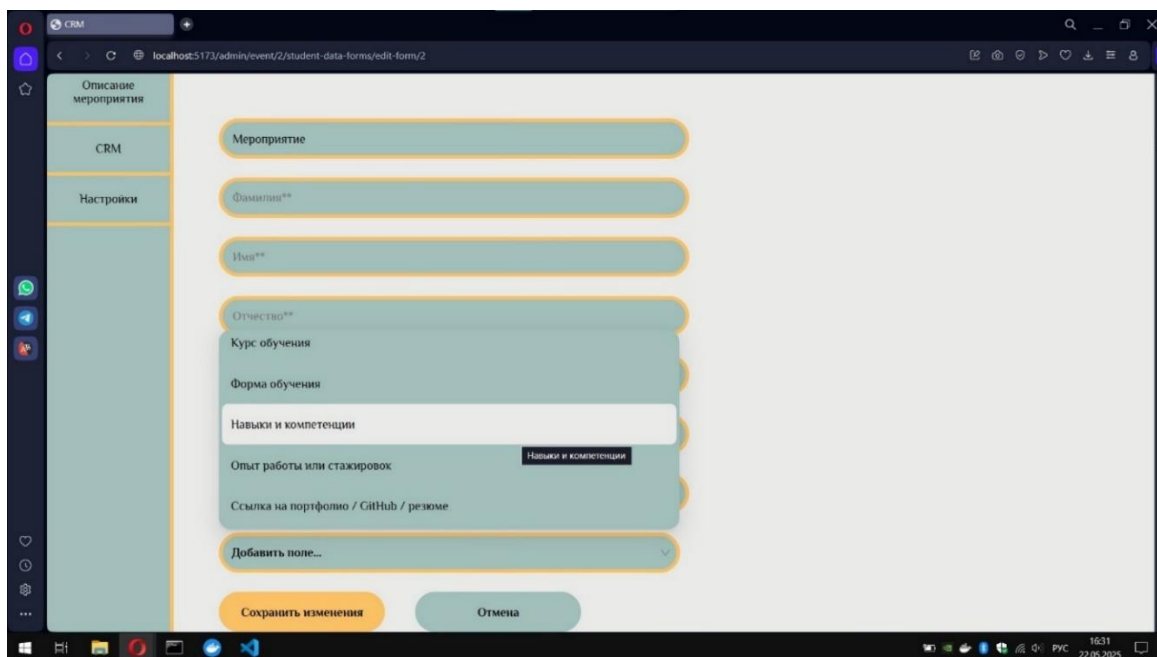 CRM
localhost:5173/admin/event/2/student-data-forms/edit-form/2
Описание
мероприятия
CRM
Настройки
Мероприятие
Фамилия**
Имя**
Отчество**
Курс обучения
Форма обучения
Навыки и компетенции
Навыки и компетенции
Опыт работы или стажировок
Ссылка на портфолио / GitHub / резюме
Добавить поле...
Сохранить изменения
Отмена
РУС
16:31
22.05.2025